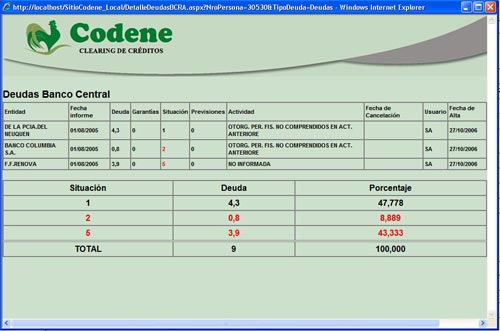 http://localhost/SitioCodene_Local/DetalleDeudasBCRA.aspx?NroPersona=30530&TipoDeuda=Deudas - Windows Internet Explorer
Codene
CLEARING DE CRÉDITOS
Deudas Banco Central
Entidad Fecha informe Deuda Garantías Situación Previsiones Actividad Fecha de Cancelación Usuario Fecha de Alta
DE LA PCIA.DEL NEUQUEN 01/08/2005 4,3 0 1 0 OTORG. PER. FIS. NO COMPRENDIDOS EN ACT. ANTERIORE SA 27/10/2006
BANCO COLUMBIA S.A. 01/08/2005 0,8 0 2 0 OTORG. PER. FIS. NO COMPRENDIDOS EN ACT. ANTERIORE SA 27/10/2006
F.F.RENOVA 01/08/2005 3,9 0 5 0 NO INFORMADA SA 27/10/2006
Situación Deuda Porcentaje
1 4,3 47,778
2 0,8 8,889
5 3,9 43,333
TOTAL 9 100,000